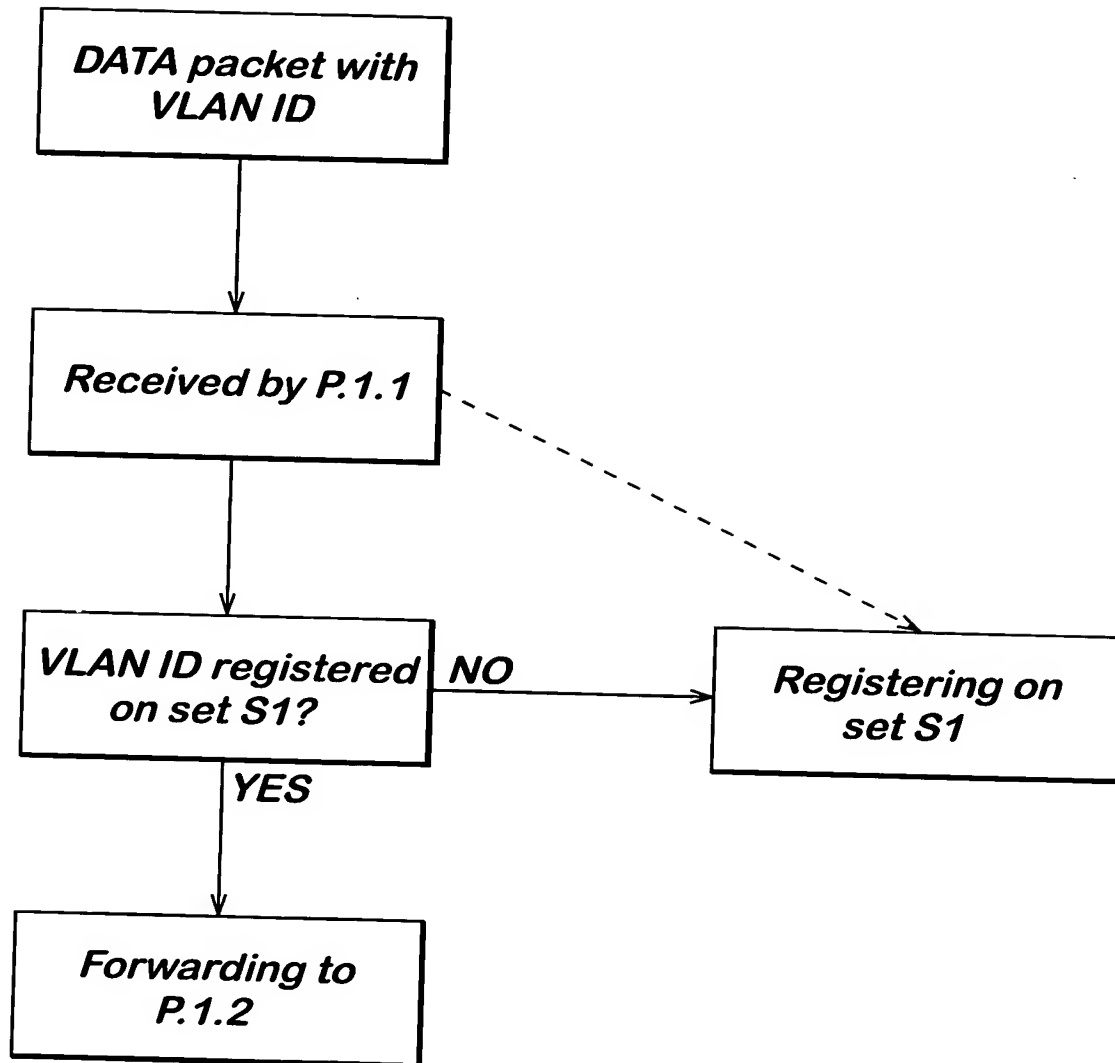 DATA packet with
VLAN ID
Received by P.1.1
VLAN ID registered
on set S1?
NO
Registering on
set S1
YES
Forwarding to
P.1.2